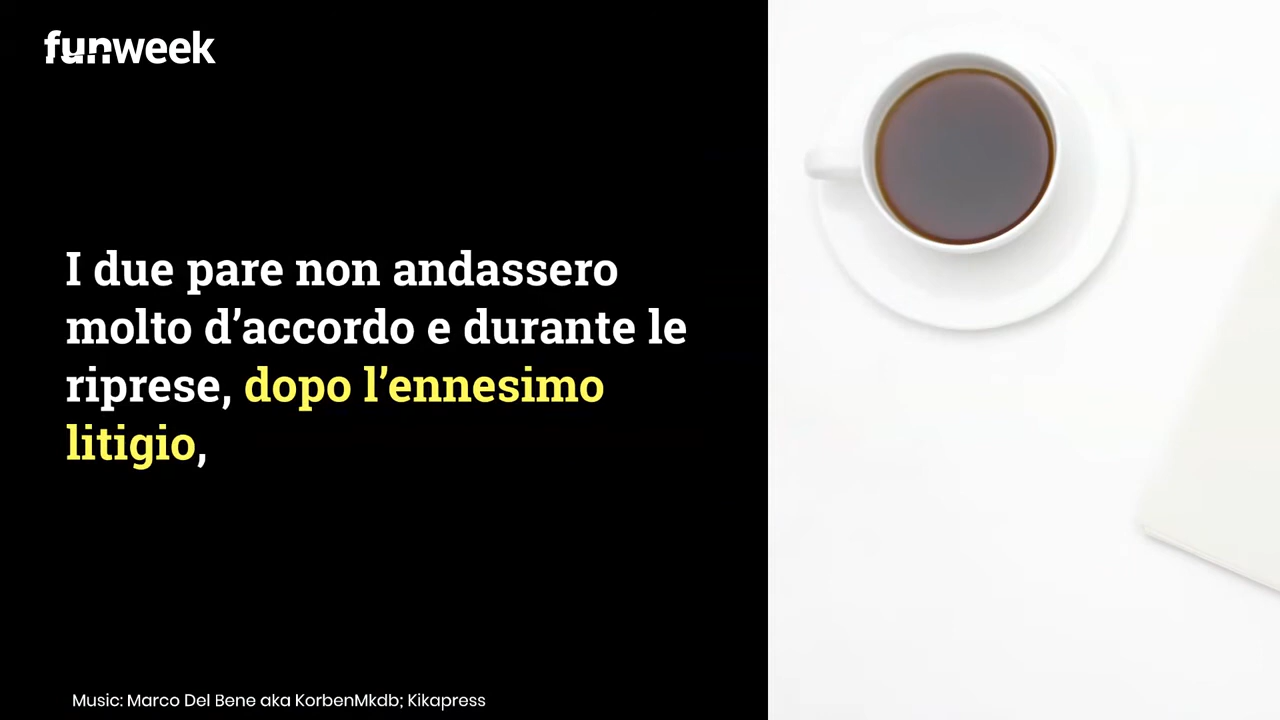 funweek
I due pare non andassero
molto d’accordo e durante le
riprese, dopo l’ennesimo
litigio,
Music: Marco Del Bene aka KorbenMkdb; Kikapress